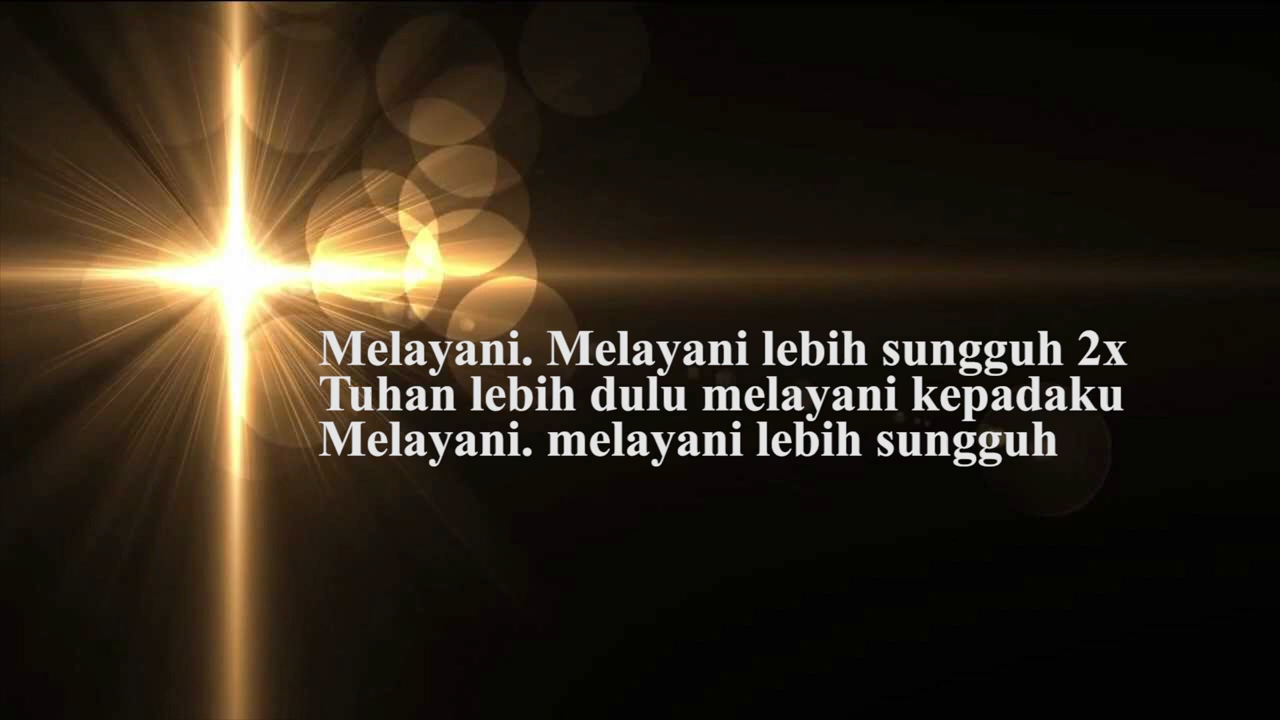 Melayani. Melayani lebih sungguh 2x
Tuhan lebih dulu melayani kepadaku
Melayani. melayani lebih sungguh